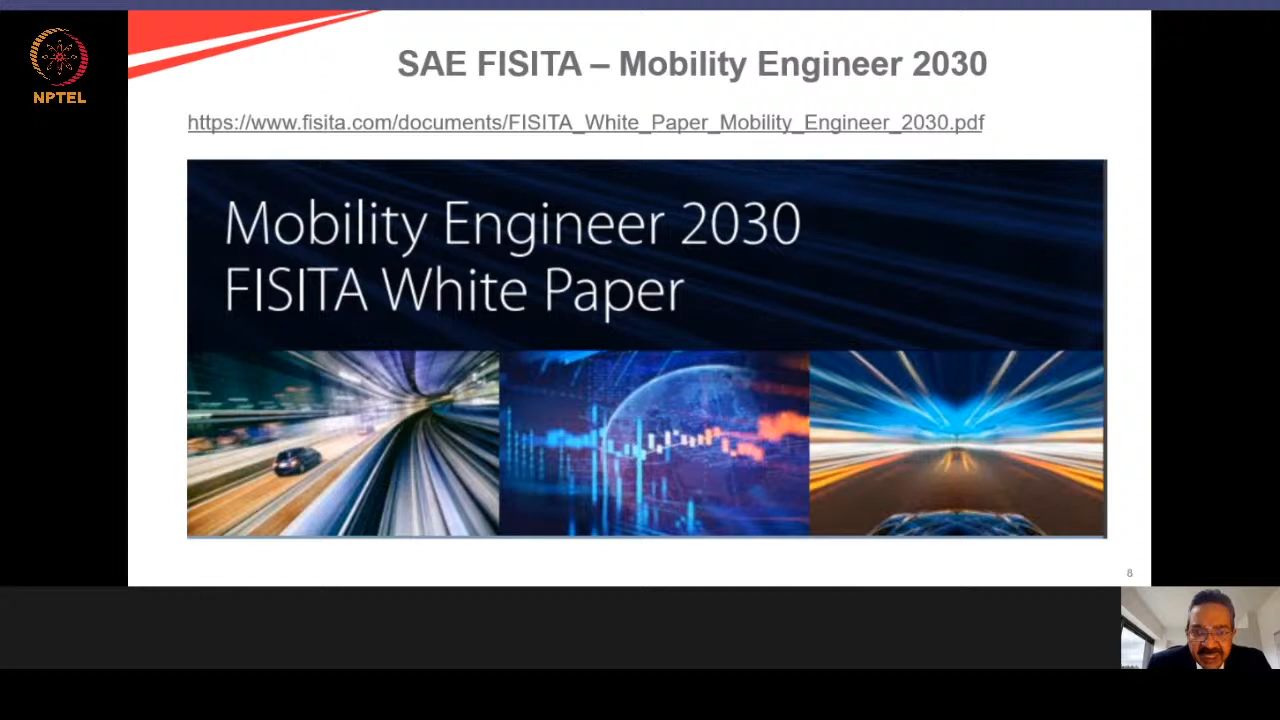 NPTEL
SAE FISITA – Mobility Engineer 2030
https://www.fisita.com/documents/FISITA_White_Paper_Mobility_Engineer_2030.pdf
Mobility Engineer 2030
FISITA White Paper
8